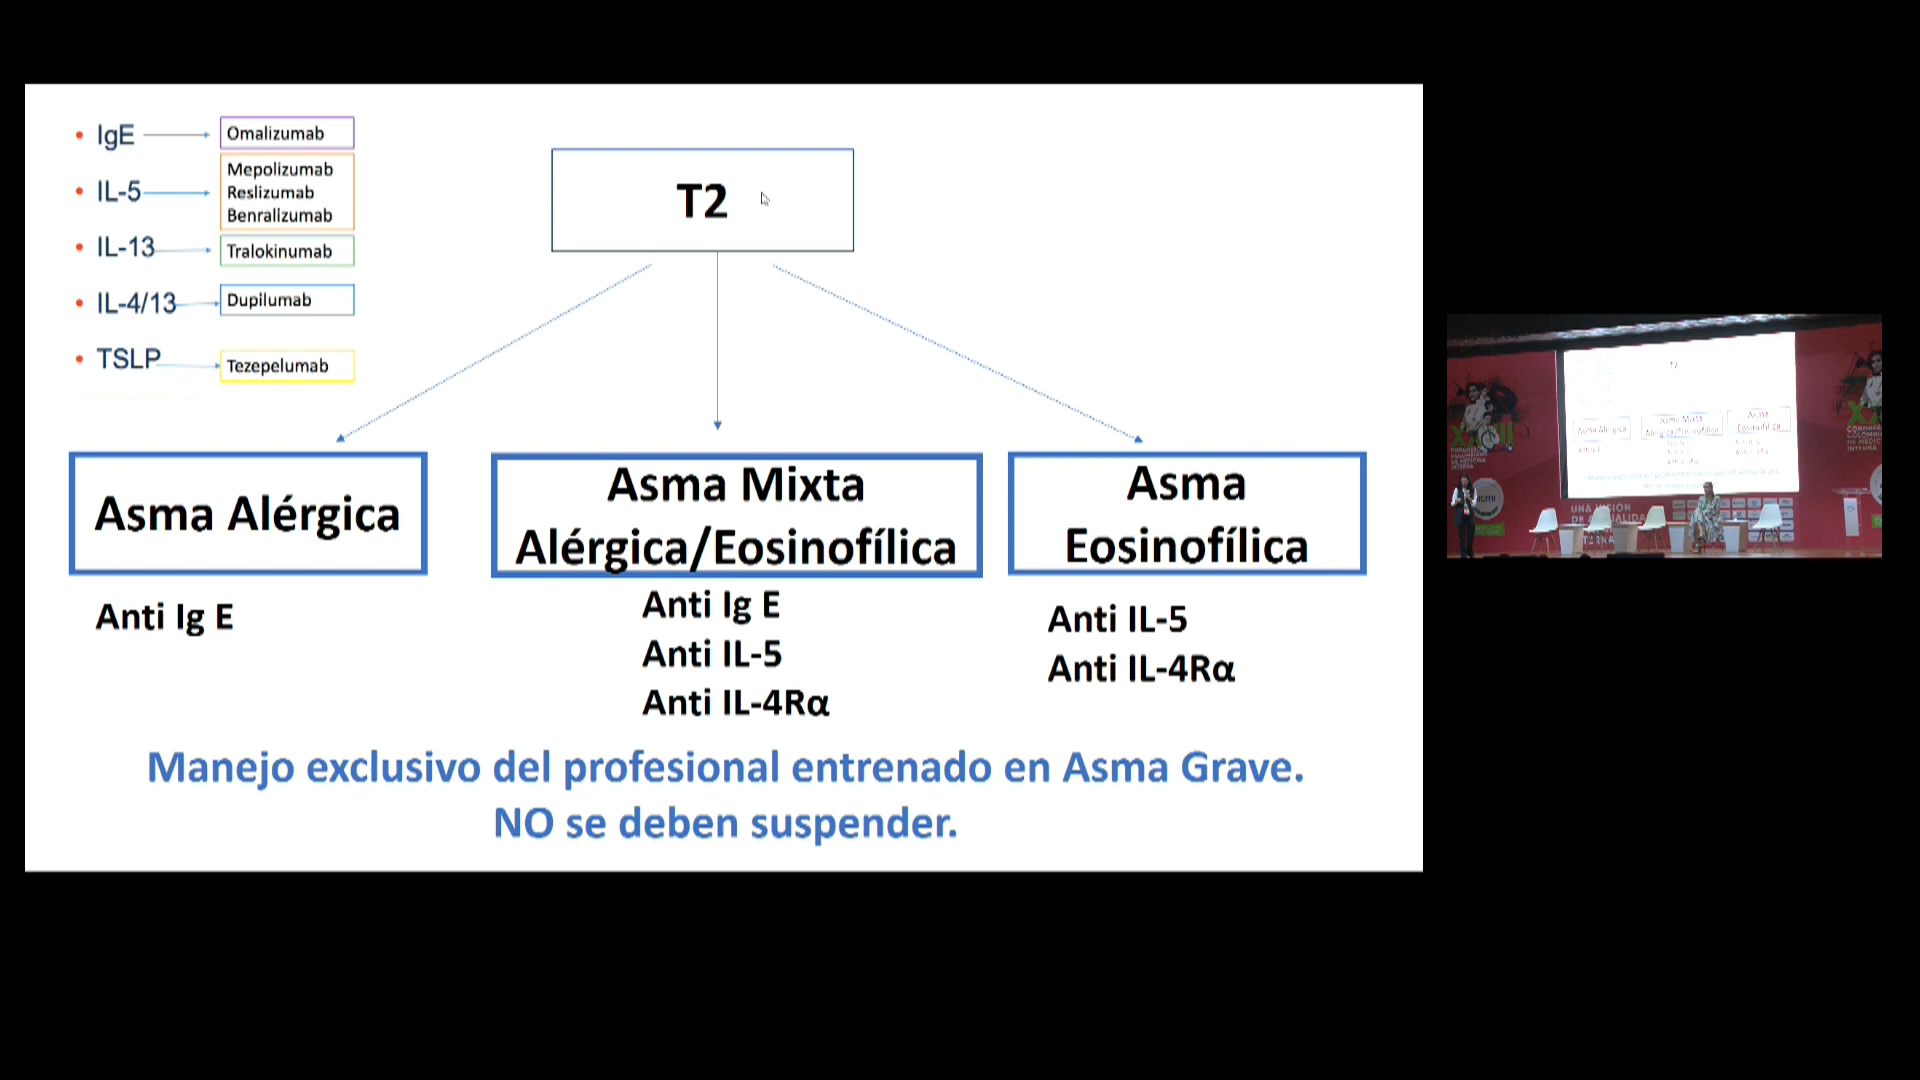 IgE
Omalizumab
IL-5
Mepolizumab
Reslizumab
Benralizumab
IL-13
Tralokinumab
IL-4/13
Dupilumab
TSLP
Tezepelumab
T2
Asma Alérgica
Anti Ig E
Asma Mixta
Alérgica/Eosinofílica
Anti Ig E
Anti IL-5
Anti IL-4Rα
Asma
Eosinofílica
Anti IL-5
Anti IL-4Rα
Manejo exclusivo del profesional entrenado en Asma Grave.
NO se deben suspender.